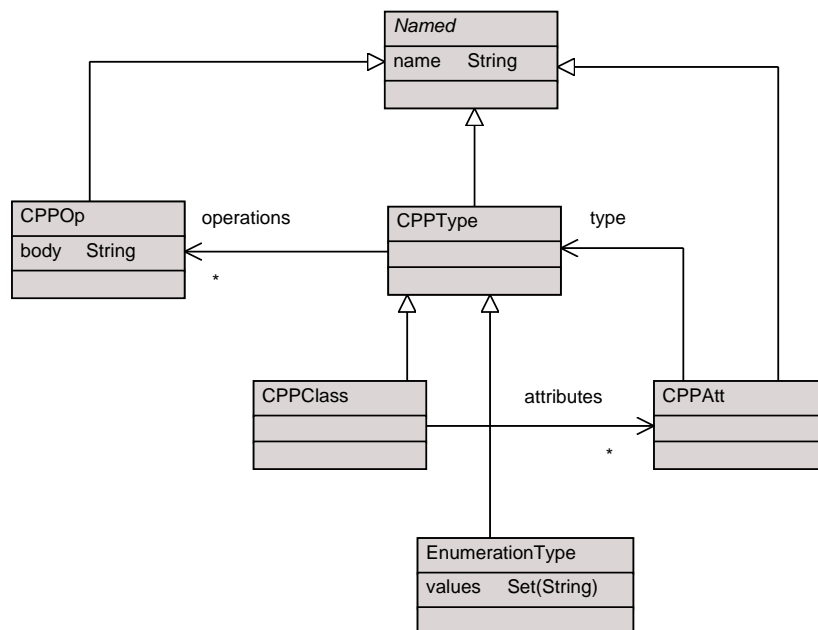 Named
name String
CPPOp
operations
CPPType
type
body String
*
CPPClass
attributes
CPPAtt
*
EnumerationType
values Set(String)